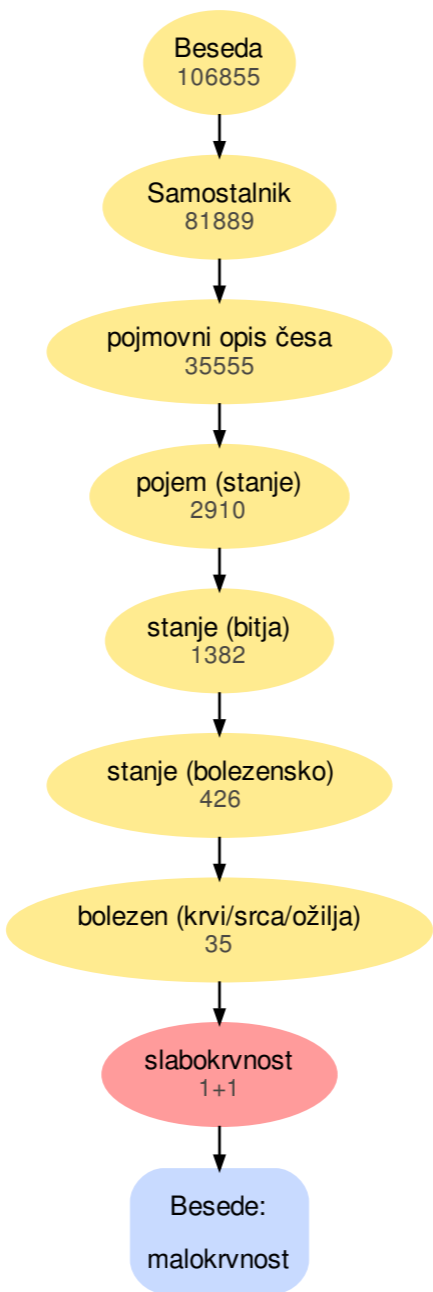 Beseda
106855
Samostalnik
81889
pojmovni opis česa
35555
pojem (stanje)
2910
stanje (bitja)
1382
stanje (bolezensko)
426
bolezen (krvi/srca/ožilja)
35
slabokrvnost
1+1
Besede:
malokrvnost